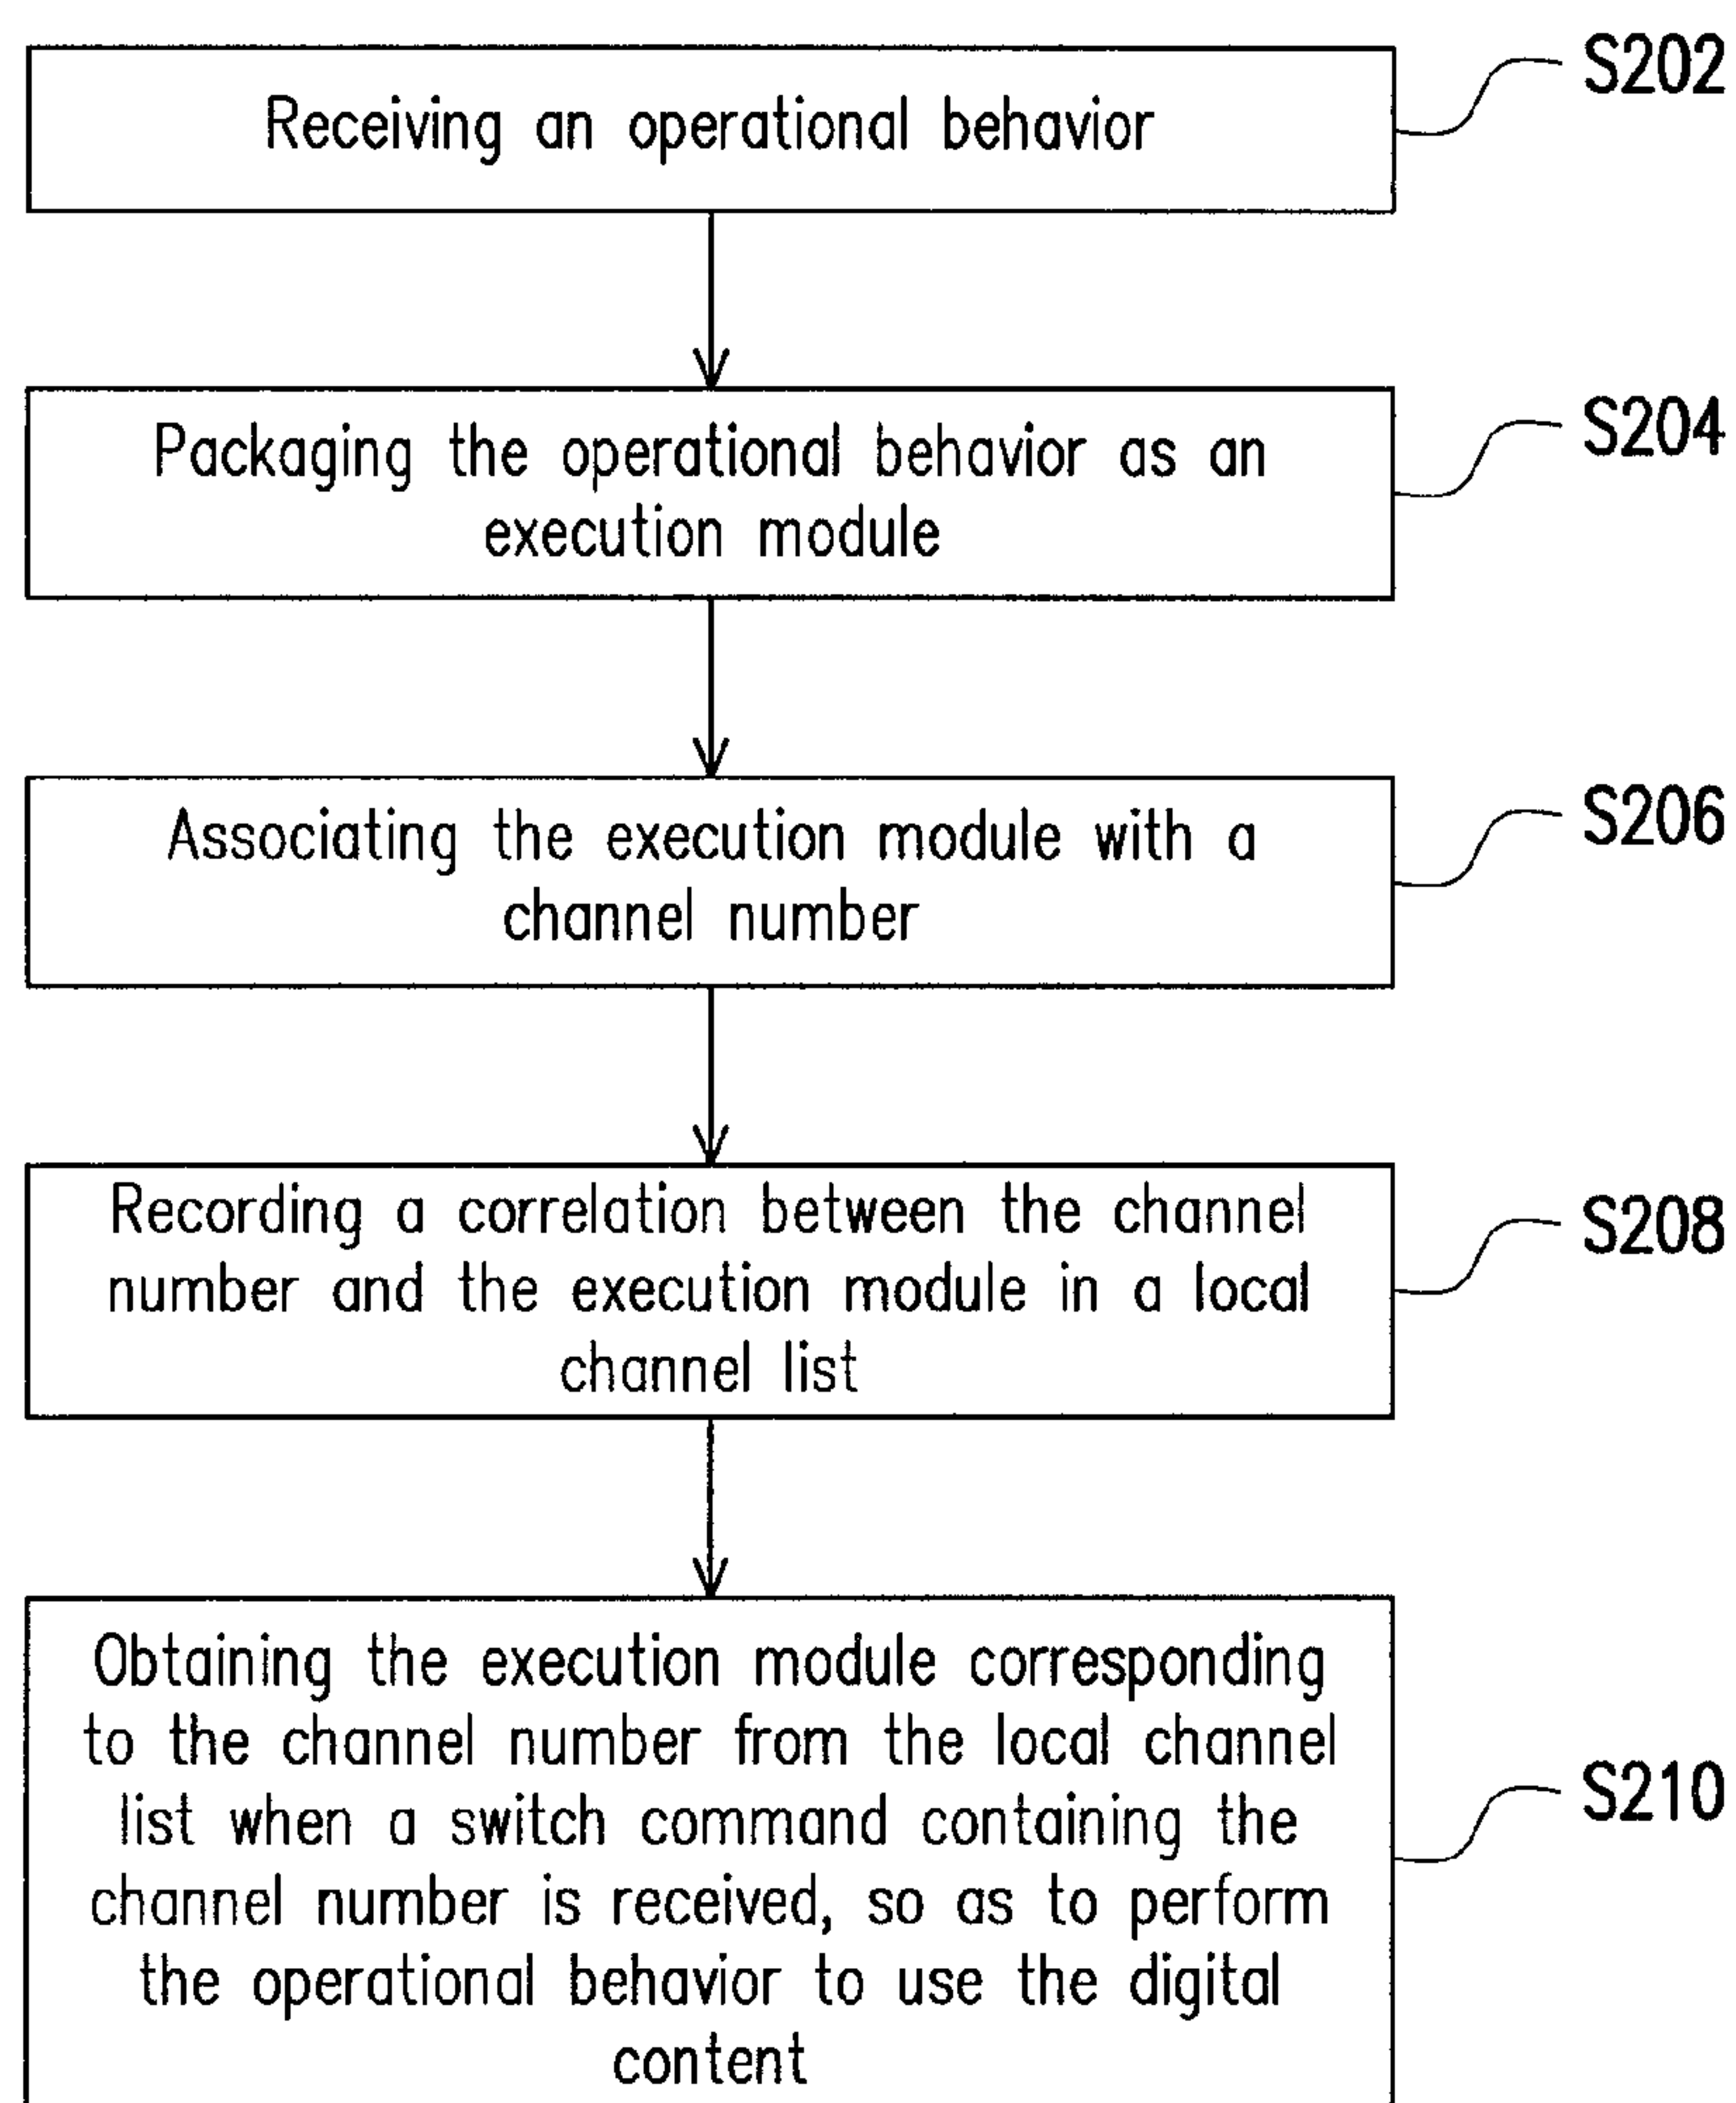 Receiving an operational behavior
S202
Packaging the operational behavior as an
execution module
S204
Associating the execution module with a
channel number
S206
Recording a correlation between the channel
number and the execution module in a local
channel list
S208
Obtaining the execution module corresponding
to the channel number from the local channel
list when a switch command containing the
channel number is received, so as to perform
the operational behavior to use the digital
content
S210